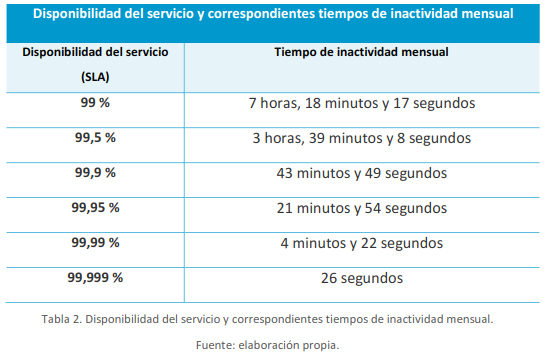 Disponibilidad del servicio y correspondientes tiempos de inactividad mensual
Disponibilidad del servicio (SLA)
Tiempo de inactividad mensual
99 %
7 horas, 18 minutos y 17 segundos
99,5 %
3 horas, 39 minutos y 8 segundos
99,9 %
43 minutos y 49 segundos
99,95 %
21 minutos y 54 segundos
99,99 %
4 minutos y 22 segundos
99,999 %
26 segundos
Tabla 2. Disponibilidad del servicio y correspondientes tiempos de inactividad mensual.
Fuente: elaboración propia.